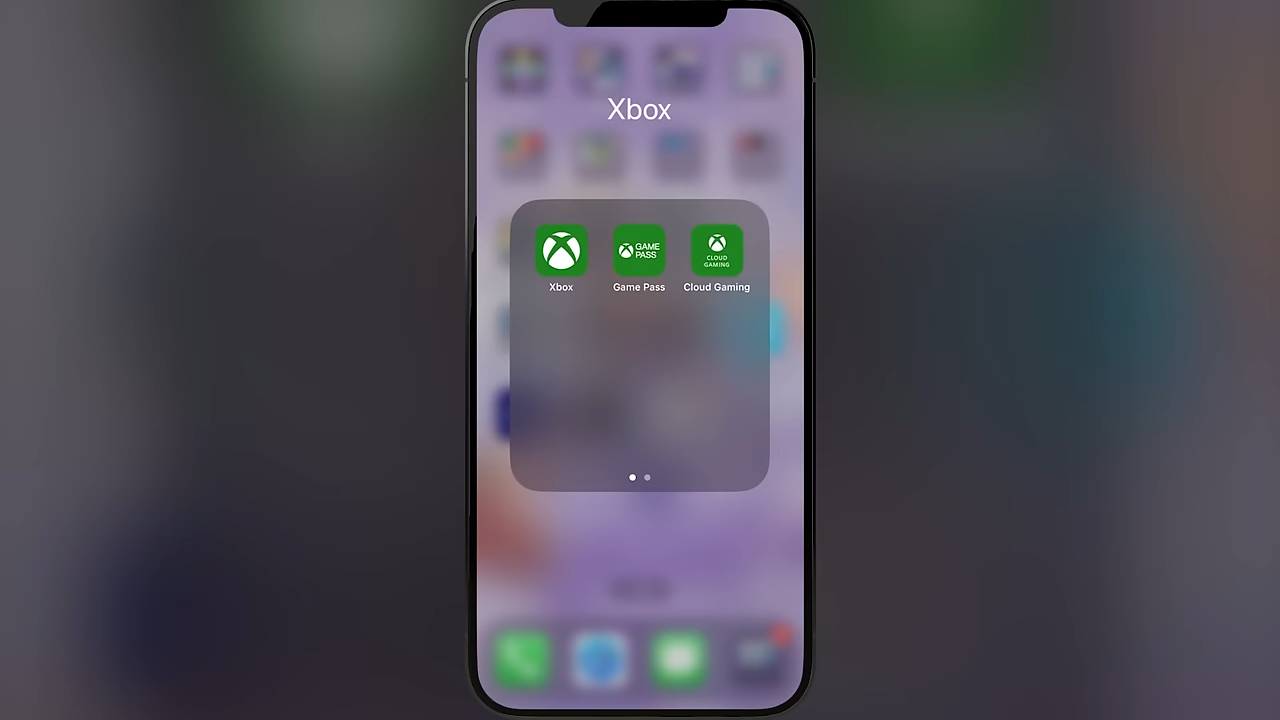 Xbox
GAME
PASS
CLOUD
GAMING
Xbox
Game Pass
Cloud Gaming